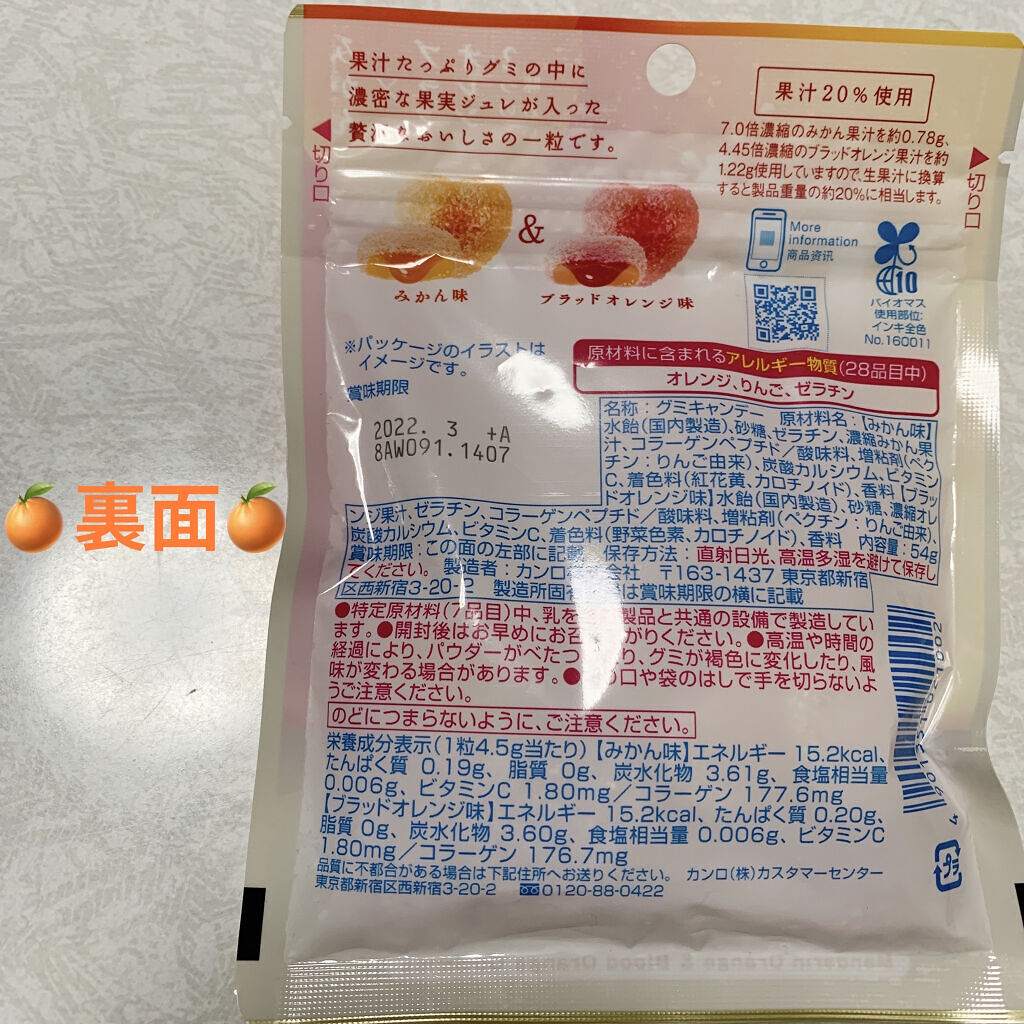 果汁たっぷりグミの中に
濃密な果実ジュレが入った
贅沢なおいしさの一粒です。
切り口
果汁20%使用
7.0倍濃縮のみかん果汁を約0.78g、
4.45倍濃縮のブラッドオレンジ果汁を約
1.22g使用していますので、生果汁に換算
すると製品重量の約20%に相当します。
切り口
&
みかん味
ブラッドオレンジ味
More
information
商品资讯
10
バイオマス
使用部位:
インキ全色
No.160011
※パッケージのイラストは
イメージです。
賞味期限
2022. 3 +A
8AW091.1407
原材料に含まれるアレルギー物質(28品目中)
オレンジ、りんご、ゼラチン
名称:グミキャンデー 原材料名:【みかん味】
水飴(国内製造)、砂糖、ゼラチン、濃縮みかん果
汁、コラーゲンペプチド/酸味料、増粘剤(ペク
チン:りんご由来)、炭酸カルシウム、ビタミン
C、着色料(紅花黄、カロチノイド)、香料【ブラッ
ドオレンジ味】水飴(国内製造)、砂糖、濃縮オレ
ンジ果汁、ゼラチン、コラーゲンペプチド/酸味料、増粘剤(ペクチン:りんご由来)、
炭酸カルシウム、ビタミンC、着色料(野菜色素、カロチノイド)、香料 内容量:54g
賞味期限:この面の左部に記載 保存方法:直射日光、高温多湿を避けて保存し
てください。 製造者:カンロ 会社 〒163-1437 東京都新宿
区西新宿3-20-2 製造所固有 は賞味期限の横に記載
●特定原材料(7品目)中、乳を 製品と共通の設備で製造してい
ます。●開封後はお早めにお召 がりください。●高温や時間の
経過により、パウダーがべたつ り、グミが褐色に変化したり、風
味が変わる場合があります。● り口や袋のはしで手を切らないよ
うご注意ください。
のどにつまらないように、ご注意ください。
栄養成分表示(1粒4.5g当たり)【みかん味】エネルギー 15.2kcal、
たんぱく質 0.19g、脂質 0g、炭水化物 3.61g、食塩相当量
0.006g、ビタミンC 1.80mg/コラーゲン 177.6mg
【ブラッドオレンジ味】エネルギー 15.2kcal、たんぱく質 0.20g、
脂質 0g、炭水化物 3.60g、食塩相当量 0.006g、ビタミンC
1.80mg/コラーゲン 176.7mg
品質に不都合がある場合は下記住所へお送りください。 カンロ(株)カスタマーセンター
東京都新宿区西新宿3-20-2 0120-88-0422
プラ
裏面